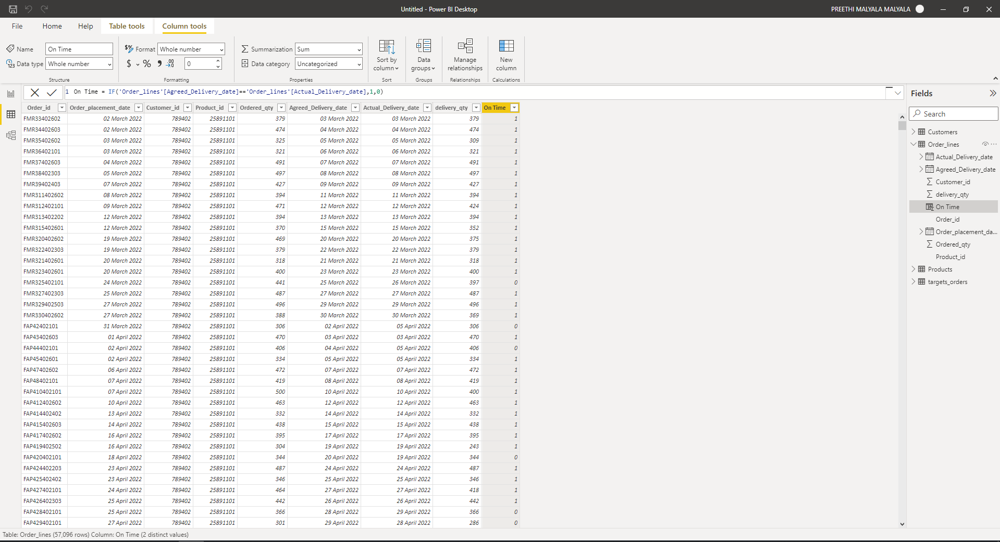 Untitled - Power BI Desktop
PREETHI MALYALA MALYALA
File Home Help Table tools Column tools
Name On Time
Data type Whole number
Structure
$% Format Whole number
$ % 9 .00 0
Formatting
Summarization Sum
Data category Uncategorized
Properties
Sort by column
Sort
Data groups
Groups
Manage relationships
Relationships
New column
Calculations
1 On Time = IF('Order_lines'[Agreed_Delivery_date]=='Order_lines'[Actual_Delivery_date],1,0)
Order_id Order_placement_date Customer_id Product_id Ordered_qty Agreed_Delivery_date Actual_Delivery_date delivery_qty On Time
FMR33402602 02 March 2022 789402 25891101 379 03 March 2022 03 March 2022 379 1
FMR34402603 02 March 2022 789402 25891101 474 04 March 2022 04 March 2022 474 1
FMR35402602 03 March 2022 789402 25891101 325 05 March 2022 05 March 2022 309 1
FMR36402101 03 March 2022 789402 25891101 321 06 March 2022 06 March 2022 321 1
FMR37402603 04 March 2022 789402 25891101 491 07 March 2022 07 March 2022 491 1
FMR38402303 05 March 2022 789402 25891101 497 08 March 2022 08 March 2022 497 1
FMR39402403 07 March 2022 789402 25891101 427 09 March 2022 09 March 2022 427 1
FMR311402602 08 March 2022 789402 25891101 394 11 March 2022 11 March 2022 394 1
FMR312402101 09 March 2022 789402 25891101 471 12 March 2022 12 March 2022 424 1
FMR313402202 12 March 2022 789402 25891101 394 13 March 2022 13 March 2022 394 1
FMR315402601 12 March 2022 789402 25891101 370 15 March 2022 15 March 2022 352 1
FMR320402602 19 March 2022 789402 25891101 469 20 March 2022 20 March 2022 375 1
FMR322402303 19 March 2022 789402 25891101 379 22 March 2022 22 March 2022 379 1
FMR321402601 20 March 2022 789402 25891101 318 21 March 2022 21 March 2022 318 1
FMR323402601 20 March 2022 789402 25891101 400 23 March 2022 23 March 2022 400 1
FMR325402101 24 March 2022 789402 25891101 441 25 March 2022 26 March 2022 397 0
FMR327402303 25 March 2022 789402 25891101 487 27 March 2022 27 March 2022 487 1
FMR329402503 27 March 2022 789402 25891101 496 29 March 2022 29 March 2022 496 1
FMR330402602 27 March 2022 789402 25891101 388 30 March 2022 30 March 2022 369 1
FAP42402101 31 March 2022 789402 25891101 306 02 April 2022 05 April 2022 306 0
FAP43402603 01 April 2022 789402 25891101 470 03 April 2022 03 April 2022 470 1
FAP44402101 02 April 2022 789402 25891101 406 04 April 2022 05 April 2022 406 0
FAP45402601 02 April 2022 789402 25891101 334 05 April 2022 05 April 2022 334 1
FAP47402602 06 April 2022 789402 25891101 472 07 April 2022 07 April 2022 472 1
FAP48402101 07 April 2022 789402 25891101 419 08 April 2022 08 April 2022 419 1
FAP410402101 07 April 2022 789402 25891101 500 10 April 2022 10 April 2022 400 1
FAP412402602 10 April 2022 789402 25891101 463 12 April 2022 12 April 2022 463 1
FAP414402402 13 April 2022 789402 25891101 332 14 April 2022 14 April 2022 332 1
FAP415402603 14 April 2022 789402 25891101 438 15 April 2022 15 April 2022 438 1
FAP417402602 16 April 2022 789402 25891101 395 17 April 2022 17 April 2022 395 1
FAP419402502 16 April 2022 789402 25891101 304 19 April 2022 19 April 2022 243 1
FAP420402101 18 April 2022 789402 25891101 344 20 April 2022 19 April 2022 344 0
FAP424402203 23 April 2022 789402 25891101 487 24 April 2022 24 April 2022 487 1
FAP425402402 23 April 2022 789402 25891101 346 25 April 2022 25 April 2022 346 1
FAP427402101 24 April 2022 789402 25891101 464 27 April 2022 27 April 2022 418 1
FAP426402303 25 April 2022 789402 25891101 442 26 April 2022 26 April 2022 442 1
FAP428402101 25 April 2022 789402 25891101 366 28 April 2022 29 April 2022 366 0
FAP429402101 27 April 2022 789402 25891101 301 29 April 2022 28 April 2022 286 0
Fields
Search
Customers
Order_lines
Actual_Delivery_date
Agreed_Delivery_date
Customer_id
delivery_qty
On Time
Order_id
Order_placement_da...
Ordered_qty
Product_id
Products
targets_orders
Table: Order_lines (57,096 rows) Column: On Time (2 distinct values)